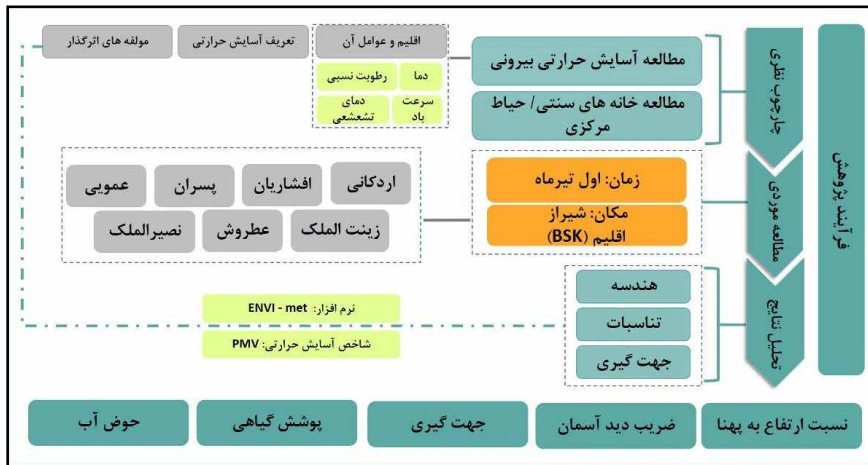 فرآیند پژوهش
چارچوب نظری
مطالعه آسایش حرارتی بیرونی
مطالعه خانه های سنتی/ حیاط
مرکزی
اقلیم و عوامل آن
تعریف آسایش حرارتی
مولفه های اثرگذار
دما
رطوبت نسبی
سرعت
باد
دمای
تشعشعی
مطالعه موردی
زمان: اول تیرماه
مکان: شیراز
اقلیم (BSK)
اردکانی
افشاریان
پسران
عمویی
زینت الملک
عطروش
نصیرالملک
تحلیل نتایج
هندسه
تناسبات
جهت گیری
نرم افزار: ENVI - met
شاخص آسایش حرارتی: PMV
نسبت ارتفاع به پهنا
ضریب دید آسمان
جهت گیری
پوشش گیاهی
حوض آب